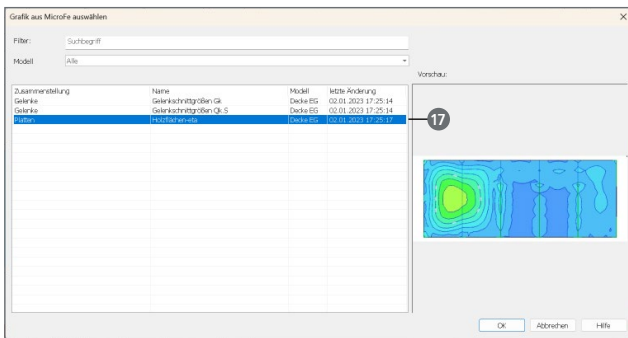 Grafik aus MicroFe auswählen
Filter: Suchbegriff
Modell Alle
Vorschau:
Zusammenstellung Name Modell letzte Änderung
Gelenke Gelenkschnittgrößen Gk Decke EG 02.01.2023 17:25:14
Gelenke Gelenkschnittgrößen Qk.S Decke EG 02.01.2023 17:25:14
Platten Holzflächen-eta Decke EG 02.01.2023 17:25:17
17
OK Abbrechen Hilfe